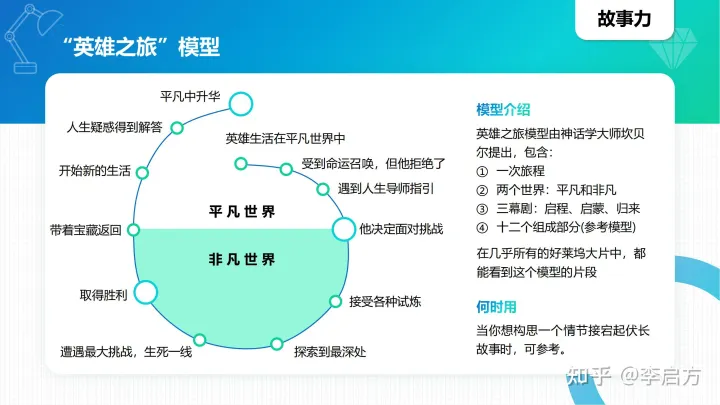 故事力
“英雄之旅”模型
平凡中升华
人生疑惑得到解答
开始新的生活
带着宝藏返回
取得胜利
遭遇最大挑战，生死一线
探索到最深处
接受各种试炼
他决定面对挑战
遇到人生导师指引
受到命运召唤，但他拒绝了
英雄生活在平凡世界中
平凡世界
非凡世界
模型介绍
英雄之旅模型由神话学大师坎贝
尔提出，包含：
① 一次旅程
② 两个世界：平凡和非凡
③ 三幕剧：启程、启蒙、归来
④ 十二个组成部分(参考模型)
在几乎所有的好莱坞大片中，都
能看到这个模型的片段
何时用
当你想构思一个情节接宕起伏长
故事时，可参考。
知乎 @李启方